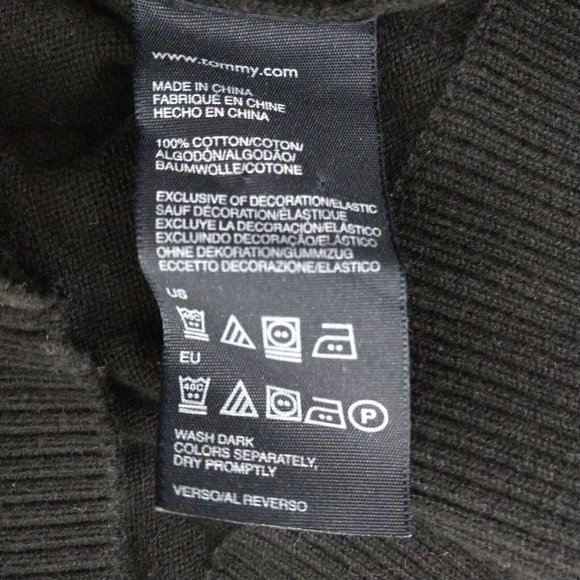 www.tommy.com
MADE IN CHINA
FABRIQUÉ EN CHINE
HECHO EN CHINA
100% COTTON/COTON/
ALGODÓN/ALGODÃO/
BAUMWOLLE/COTONE
EXCLUSIVE OF DECORATION/ELASTIC
SAUF DÉCORATION/ÉLASTIQUE
EXCLUYE LA DECORACIÓN/ELÁSTICO
EXCLUINDO DECORAÇÃO/ELÁSTICO
OHNE DEKORATION/GUMMIZUG
ECCETTO DECORAZIONE/ELASTICO
US
40C
EU
40C
P
WASH DARK
COLORS SEPARATELY,
DRY PROMPTLY
VERSO/AL REVERSO